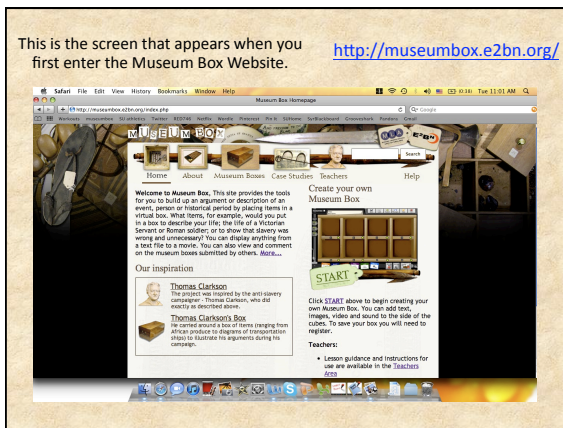 This is the screen that appears when you
first enter the Museum Box Website.
http://museumbox.e2bn.org/
Safari File Edit View History Bookmarks Window Help
(0:36) Tue 11:01 AM
Museum Box Homepage
http://museumbox.e2bn.org/index.php
Google
Workouts museumbox SU athletics Twitter RED746 Netflix Wordle Pinterest Pin It SUHome SyrBlackboard Grooveshark Pandora Gmail
MUSEUM BOX
E2BN
Search
Home About Museum Boxes Case Studies Teachers Help
Welcome to Museum Box, This site provides the tools
for you to build up an argument or description of an
event, person or historical period by placing items in a
virtual box. What items, for example, would you put
in a box to describe your life; the life of a Victorian
Servant or Roman soldier; or to show that slavery was
wrong and unnecessary? You can display anything from
a text file to a movie. You can also view and comment
on the museum boxes submitted by others. More...
Our inspiration
Thomas Clarkson
The project was inspired by the anti-slavery
campaigner - Thomas Clarkson, who did
exactly as described above.
Thomas Clarkson's Box
He carried around a box of items (ranging from
African produce to diagrams of transportation
ships) to illustrate his arguments during his
campaign.
Create your own
Museum Box
START
Click START above to begin creating your
own Museum Box. You can add text,
images, video and sound to the side of the
cubes. To save your box you will need to
register.
Teachers:
• Lesson guidance and instructions for
use are available in the Teachers
Area